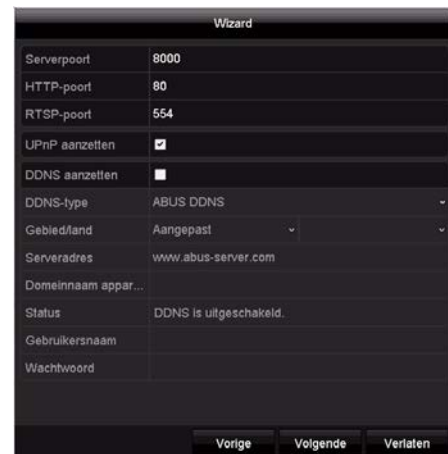 Wizard
Serverpoort 8000
HTTP-poort 80
RTSP-poort 554
UPnP aanzetten
DDNS aanzetten
DDNS-type ABUS DDNS
Gebied/land Aangepast
Serveradres www.abus-server.com
Domeinnaam appar...
Status DDNS is uitgeschakeld.
Gebruikersnaam
Wachtwoord
Vorige Volgende Verlaten